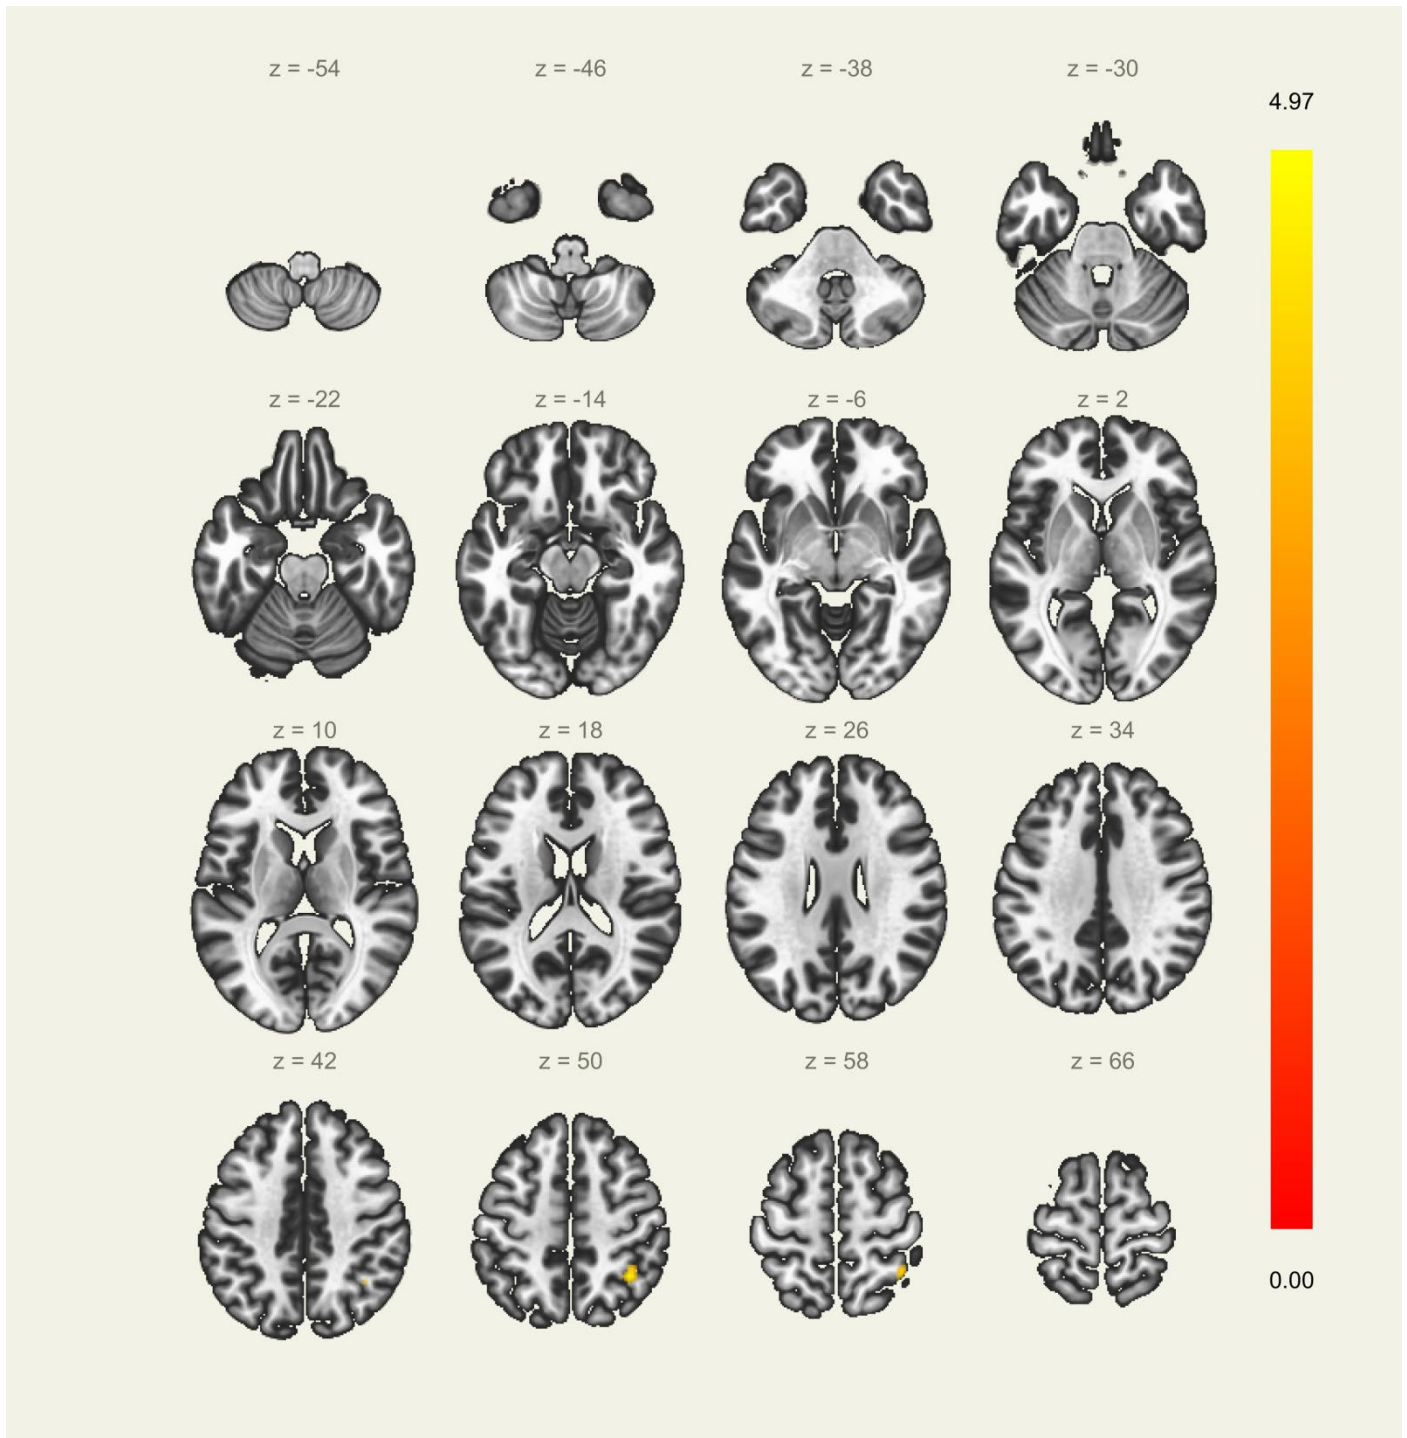 z = -54
z = -46
z = -38
z = -30
4.97
z = -22
z = -14
z = -6
z = 2
z = 10
z = 18
z = 26
z = 34
z = 42
z = 50
z = 58
z = 66
0.00